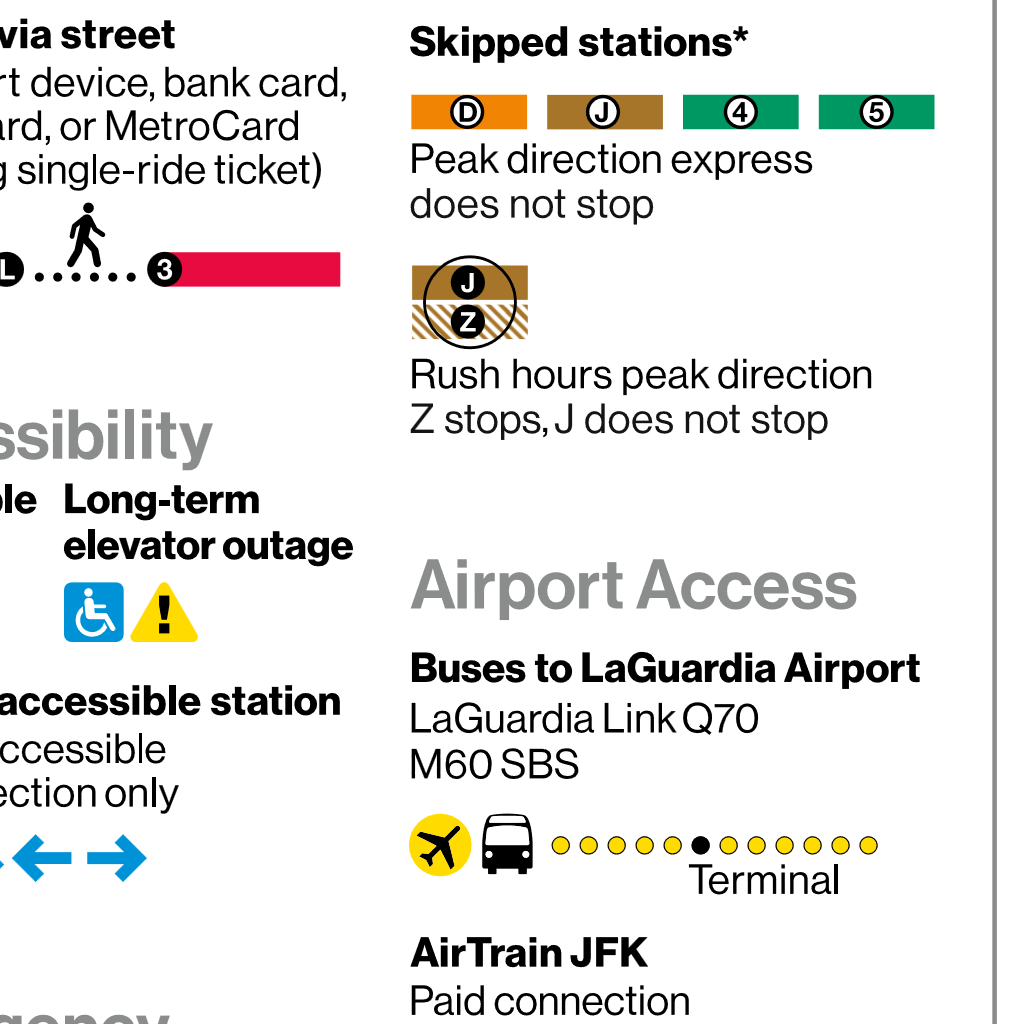 via street
rt device, bank card,
ard, or MetroCard
g single-ride ticket)
L 3
ssibility
ole Long-term
elevator outage
!
accessible station
ccessible
ection only
gency
Skipped stations*
D J 4 5
Peak direction express
does not stop
J
Z
Rush hours peak direction
Z stops, J does not stop
Airport Access
Buses to LaGuardia Airport
LaGuardia Link Q70
M60 SBS
Terminal
AirTrain JFK
Paid connection